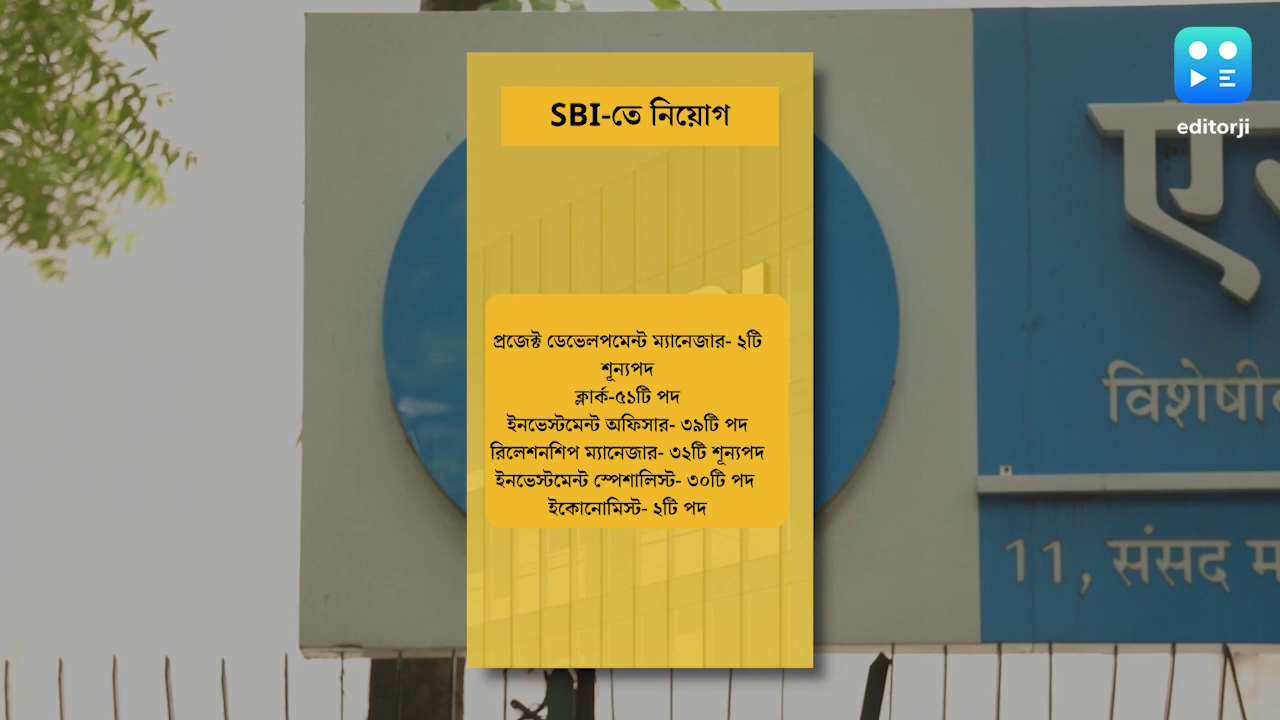 SBI-তে নিয়োগ
প্রজেক্ট ডেভেলপমেন্ট ম্যানেজার- ২টি
শূন্যপদ
ক্লার্ক-৫১টি পদ
ইনভেস্টমেন্ট অফিসার- ৩৯টি পদ
রিলেশনশিপ ম্যানেজার- ৩২টি শূন্যপদ
ইনভেস্টমেন্ট স্পেশালিস্ট- ৩০টি পদ
ইকোনোমিস্ট- ২টি পদ
editorji
11, संसद